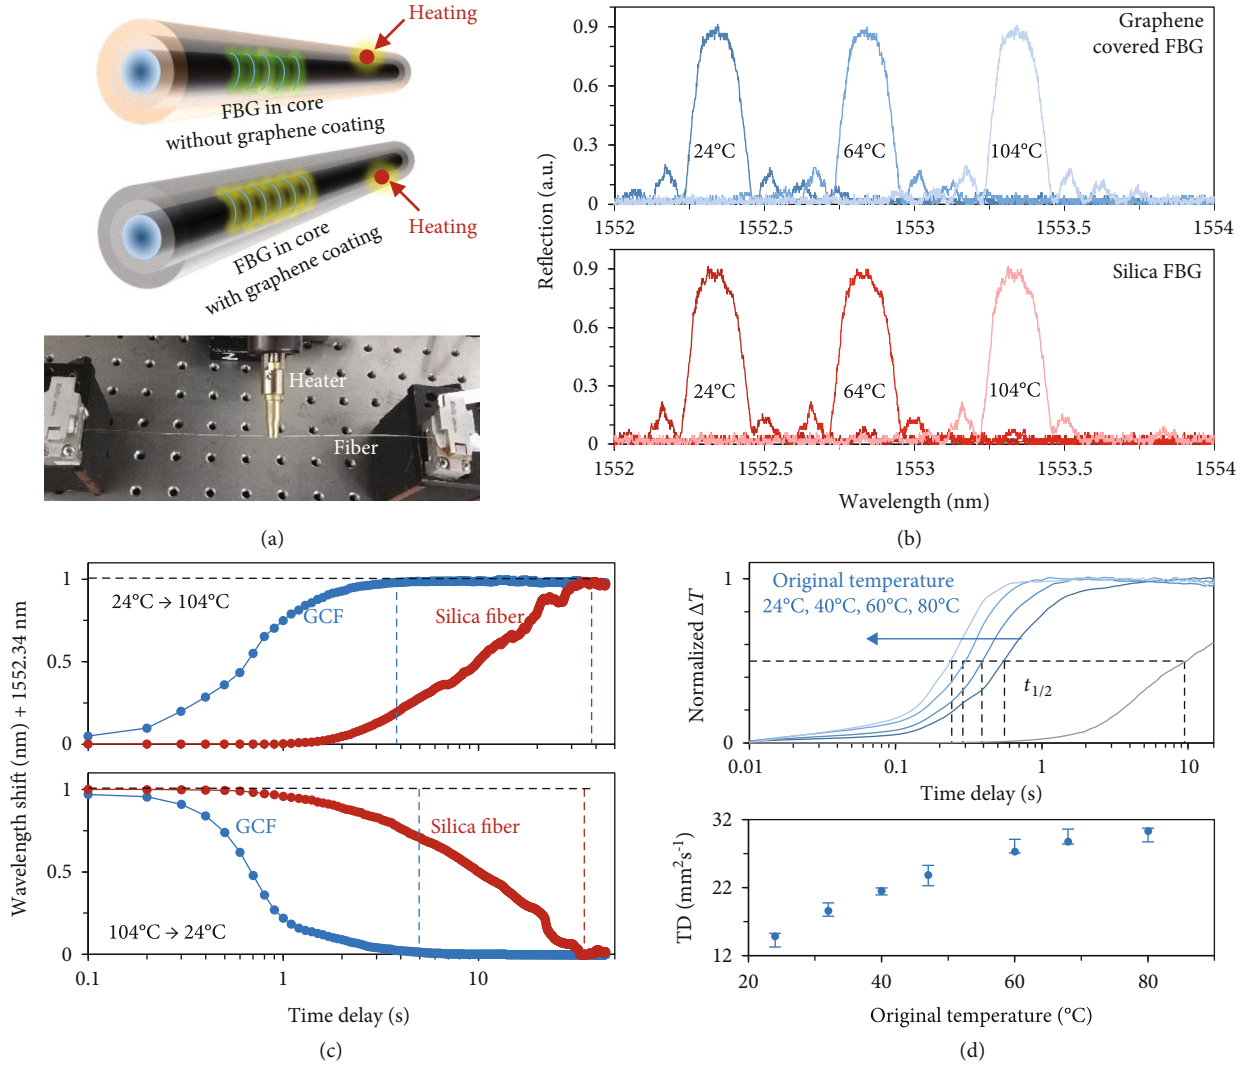 Heating
FBG in core
without graphene coating
Heating
FBG in core
with graphene coating
Heater
Fiber
(a)
Reflection (a.u.)
0.9
0.6
0.3
0
Graphene
covered FBG
24°C
64°C
104°C
1552
1552.5
1553
1553.5
1554
0.9
0.6
0.3
0
Silica FBG
24°C
64°C
104°C
1552
1552.5
1553
1553.5
1554
Wavelength (nm)
(b)
Wavelength shift (nm) + 1552.34 nm
1
0.5
0
24°C → 104°C
GCF
Silica fiber
1
0.5
0
GCF
Silica fiber
104°C → 24°C
0.1
1
10
Time delay (s)
(c)
Normalized ΔT
1
0
Original temperature
24°C, 40°C, 60°C, 80°C
t1/2
0.01
0.1
1
10
Time delay (s)
TD (mm²s⁻¹)
32
22
12
20
40
60
80
Original temperature (°C)
(d)